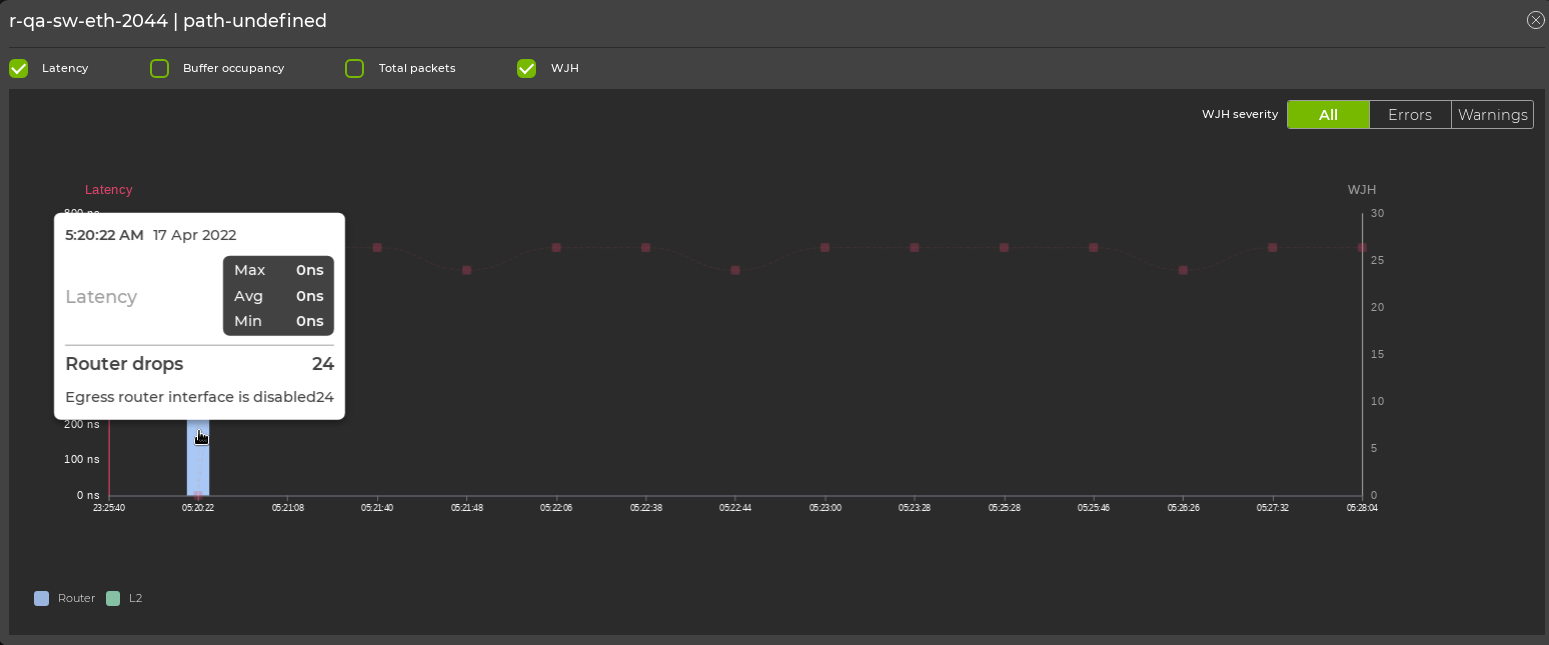 r-qa-sw-eth-2044 | path-undefined
Latency
Buffer occupancy
Total packets
WJH
WJH severity
All
Errors
Warnings
Latency
WJH
800 ns
200 ns
100 ns
0 ns
5:20:22 AM 17 Apr 2022
Latency
Max 0ns
Avg 0ns
Min 0ns
Router drops 24
Egress router interface is disabled24
30
25
20
15
10
5
0
23:25:40
05:20:22
05:21:08
05:21:40
05:21:48
05:22:06
05:22:38
05:22:44
05:23:00
05:23:28
05:25:28
05:25:46
05:26:26
05:27:32
05:28:04
Router
L2